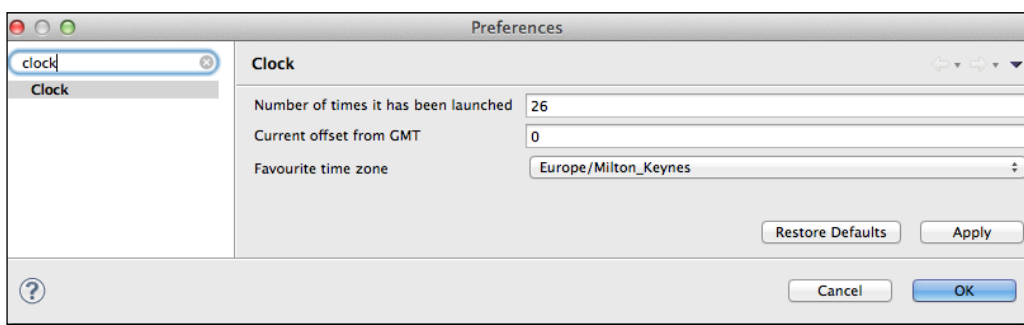 Preferences
clock
Clock
Clock
Number of times it has been launched 26
Current offset from GMT 0
Favourite time zone Europe/Milton_Keynes
Restore Defaults Apply
? Cancel OK